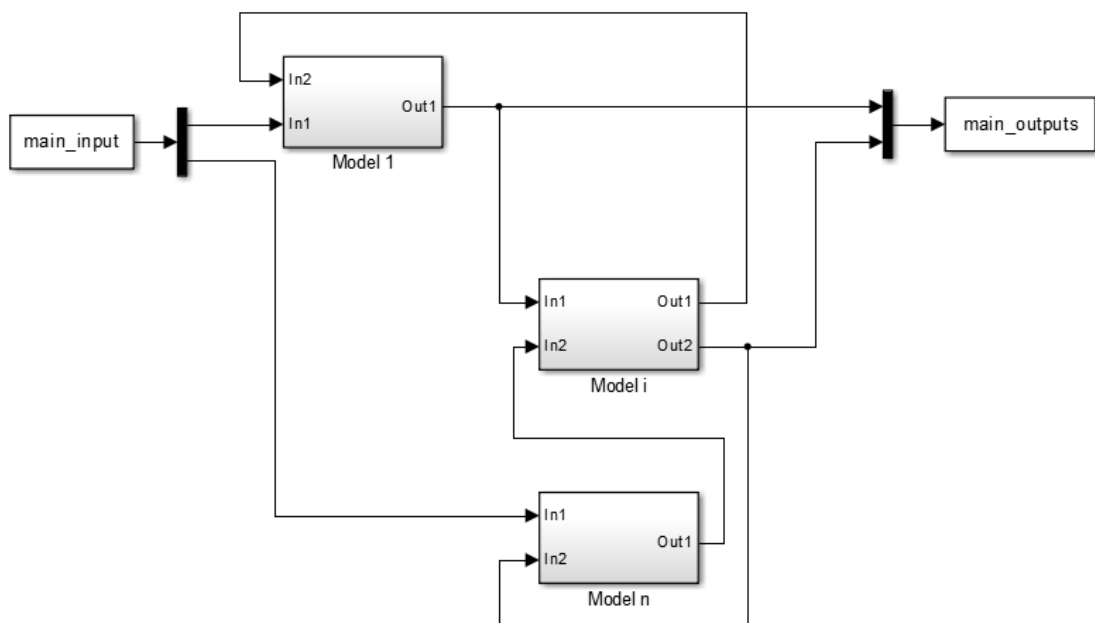 main_input
In2
In1
Out1
Model 1
main_outputs
In1
In2
Out1
Out2
Model i
In1
In2
Out1
Model n